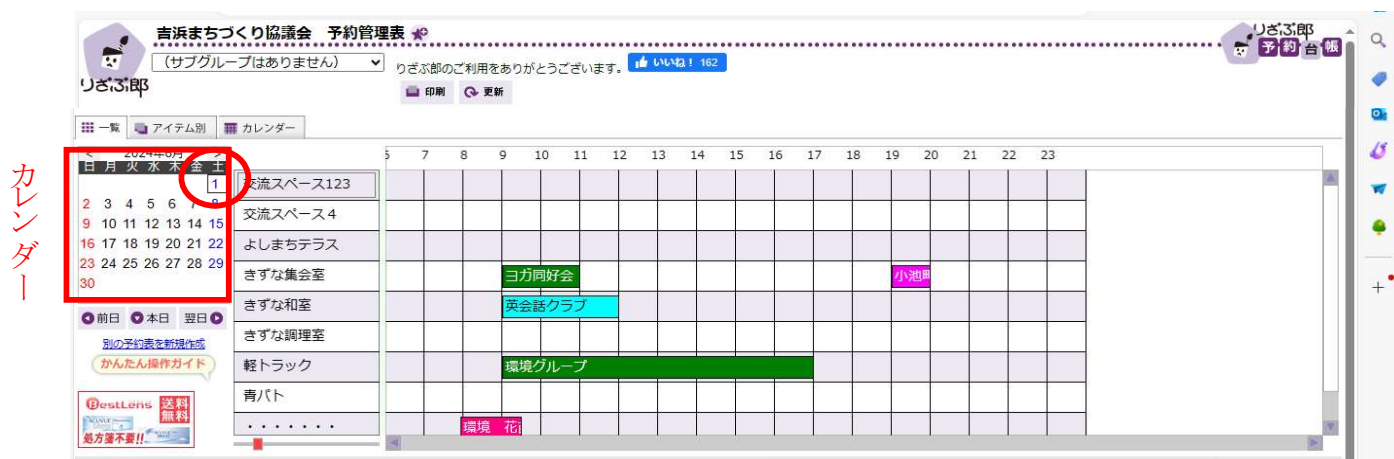 吉浜まちづくり協議会 予約管理表
りざぶ郎
予約台帳
(サブグループはありません)
りざぶ郎のご利用をありがとうございます。
いいね! 162
りざぶ郎
印刷 更新
一覧 アイテム別 カレンダー
カレンダー
< 2024年6月 >
日 月 火 水 木 金 土
1
2 3 4 5 6 7 8
9 10 11 12 13 14 15
16 17 18 19 20 21 22
23 24 25 26 27 28 29
30
前日 本日 翌日
別の予約表を新規作成
かんたん操作ガイド
BestLens 送料無料
処方箋不要!!
7 8 9 10 11 12 13 14 15 16 17 18 19 20 21 22 23
交流スペース123
交流スペース4
よしまちテラス
きずな集会室 ヨガ同好会 小池町
きずな和室 英会話クラブ
きずな調理室
軽トラック 環境グループ
青パト
・・・・・・・ 環境 花